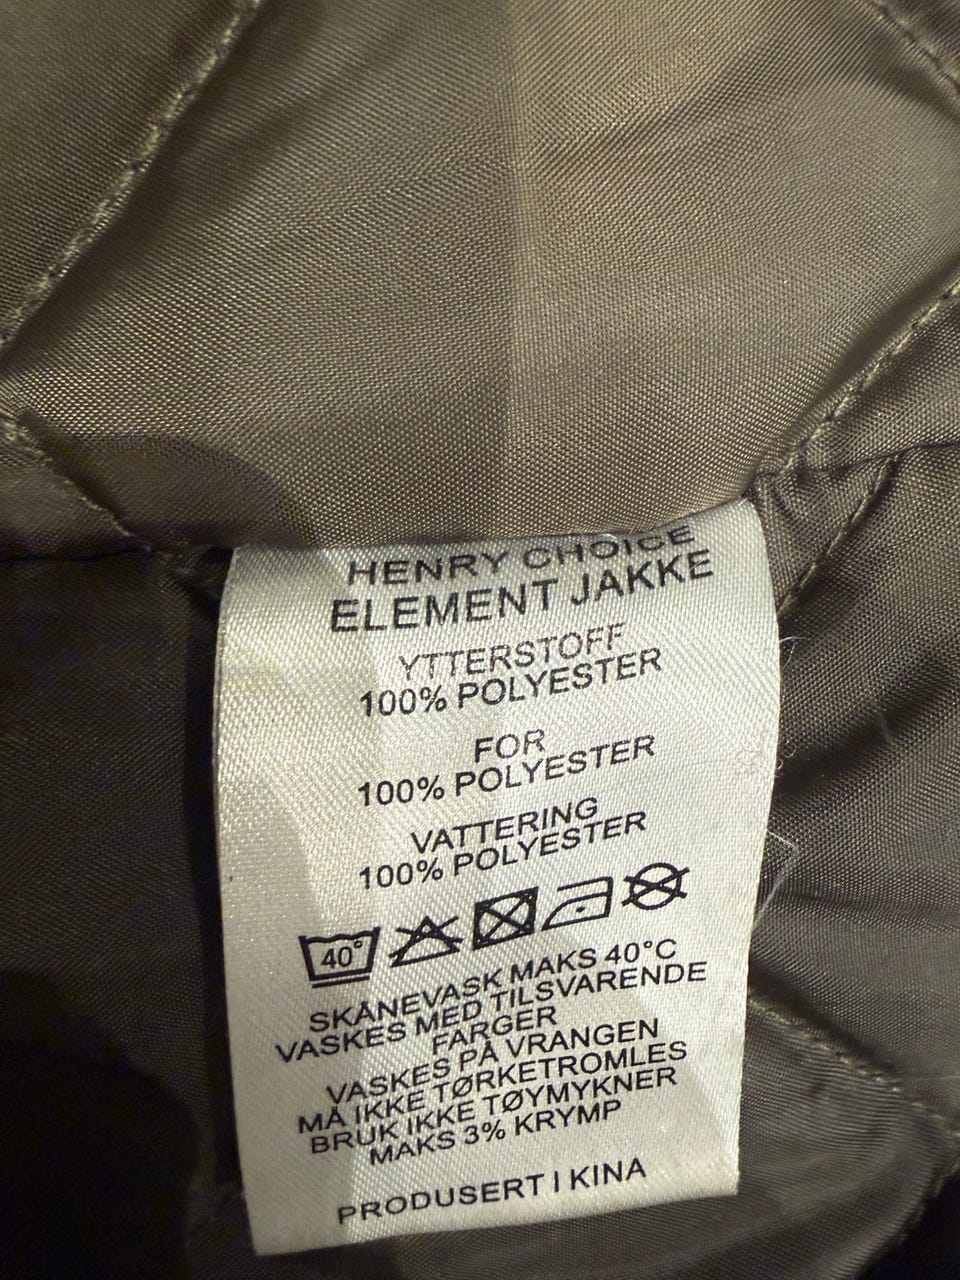 HENRY CHOICE
ELEMENT JAKKE
YTTERSTOFF
100% POLYESTER
FOR
100% POLYESTER
VATTERING
100% POLYESTER
40°
SKÅNEVASK MAKS 40°C
VASKES MED TILSVARENDE
FARGER
VASKES PÅ VRANGEN
MÅ IKKE TØRKETROMLES
BRUK IKKE TØYMYKNER
MAKS 3% KRYMP
PRODUSERT I KINA